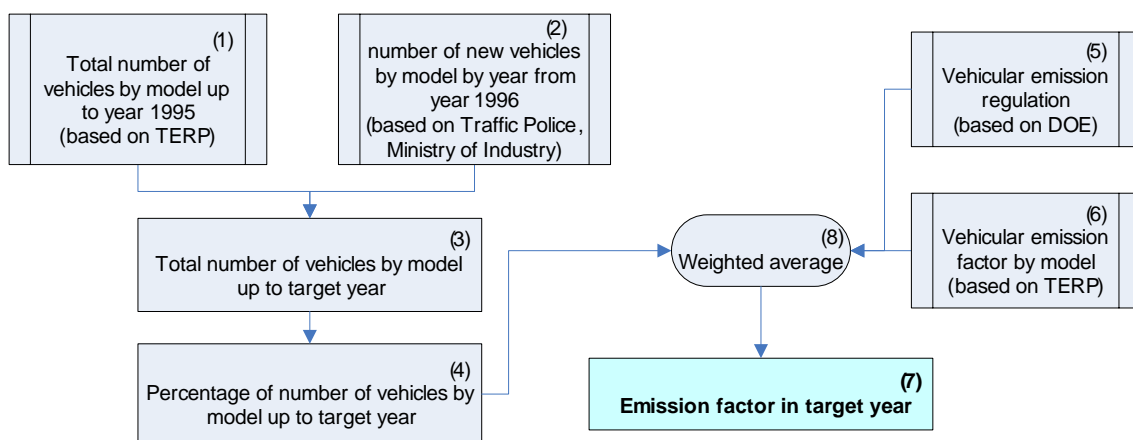 (1)
Total number of
vehicles by model up
to year 1995
(based on TERP)
(2)
number of new vehicles
by model by year from
year 1996
(based on Traffic Police,
Ministry of Industry)
(5)
Vehicular emission
regulation
(based on DOE)
(3)
Total number of vehicles by model
up to target year
(8)
Weighted average
(6)
Vehicular emission
factor by model
(based on TERP)
(4)
Percentage of number of vehicles by
model up to target year
(7)
Emission factor in target year